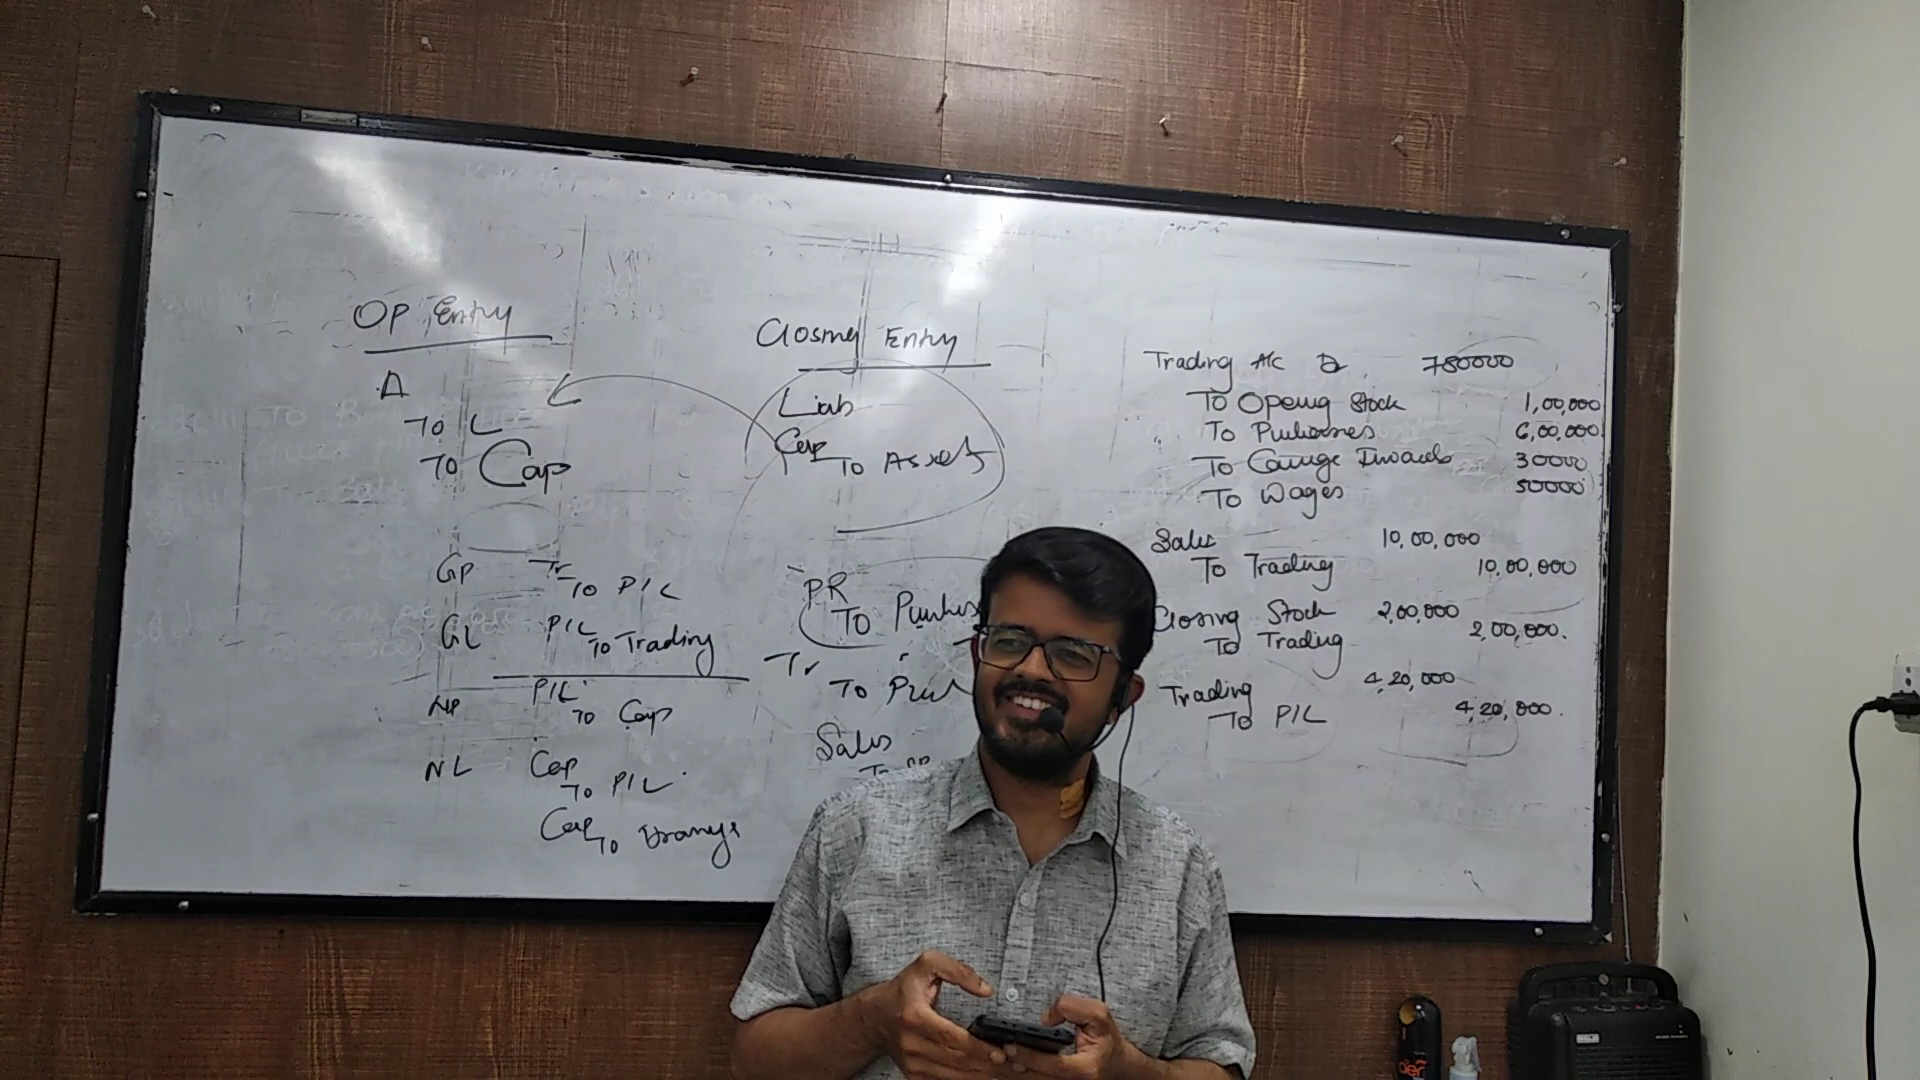 OP Entry
A
To L
To Cap
GP Tr
To P/L
GL P/L
To Trading
NP P/L
To Cap
NL Cap
To P/L
Cap
To Drawings
Closing Entry
Liab
Cap
To Assets
PR
To Purchas
Tr
To Pur
Sales
To
Trading A/C Dr 780000
To Opening Stock 1,00,000
To Purchases 6,00,000
To Carriage Inwards 30000
To Wages 50000
Sales 10,00,000
To Trading 10,00,000
Closing Stock 2,00,000
To Trading 2,00,000.
Trading 4,20,000
To P/L 4,20,000.